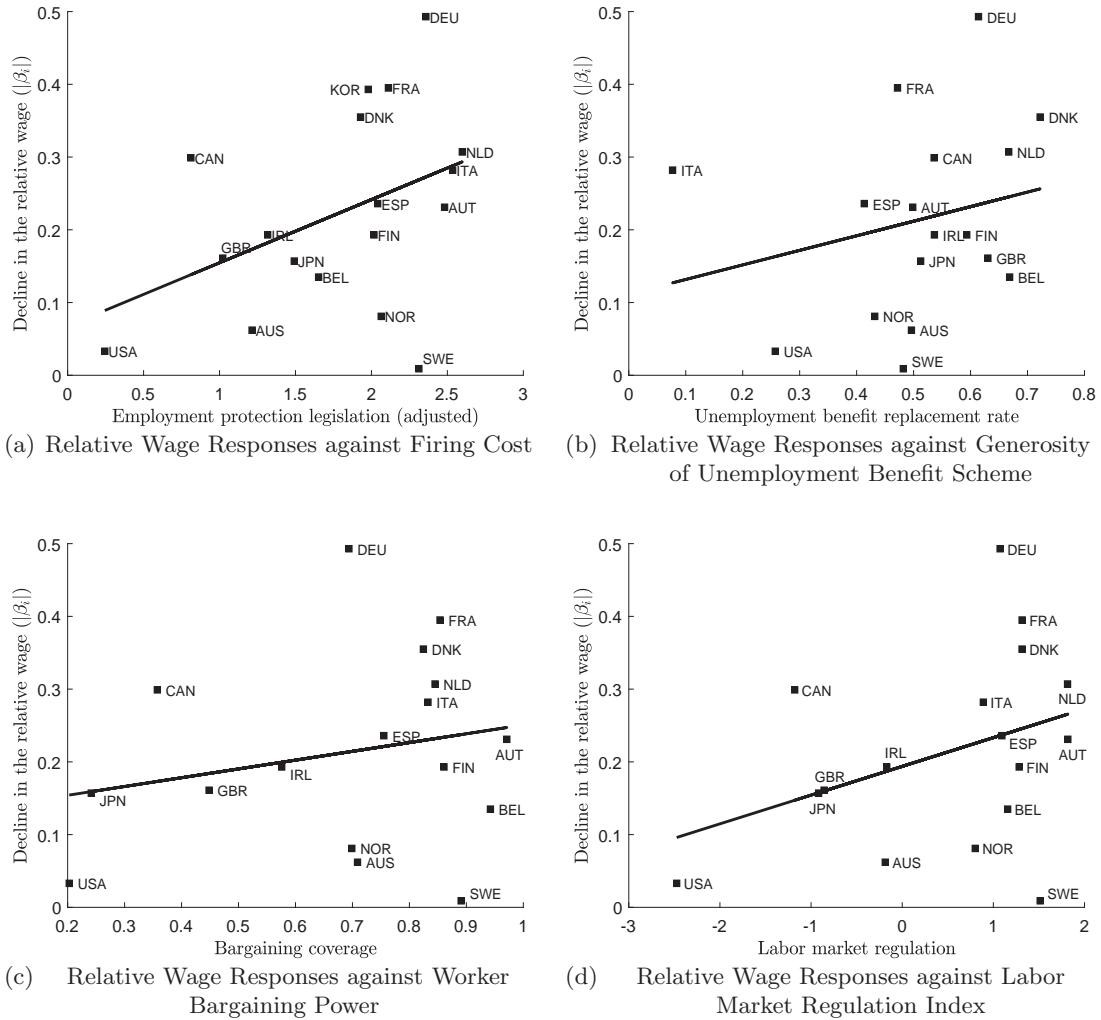 0.5
0.4
0.3
0.2
0.1
0
Decline in the relative wage (|β_i|)
DEU
KOR
FRA
DNK
CAN
NLD
ITA
ESP
AUT
IRL
FIN
GBR
JPN
BEL
NOR
AUS
USA
SWE
0 0.5 1 1.5 2 2.5 3
Employment protection legislation (adjusted)
(a) Relative Wage Responses against Firing Cost
0.5
0.4
0.3
0.2
0.1
0
Decline in the relative wage (|β_i|)
DEU
FRA
DNK
CAN
NLD
ITA
ESP
AUT
IRL
FIN
GBR
JPN
BEL
NOR
AUS
USA
SWE
0 0.1 0.2 0.3 0.4 0.5 0.6 0.7 0.8
Unemployment benefit replacement rate
(b) Relative Wage Responses against Generosity
of Unemployment Benefit Scheme
0.5
0.4
0.3
0.2
0.1
0
Decline in the relative wage (|β_i|)
DEU
FRA
DNK
CAN
NLD
ITA
ESP
AUT
IRL
FIN
GBR
JPN
BEL
NOR
AUS
USA
SWE
0.2 0.3 0.4 0.5 0.6 0.7 0.8 0.9 1
Bargaining coverage
(c) Relative Wage Responses against Worker
Bargaining Power
0.5
0.4
0.3
0.2
0.1
0
Decline in the relative wage (|β_i|)
DEU
FRA
DNK
CAN
NLD
ITA
ESP
AUT
IRL
FIN
GBR
JPN
BEL
NOR
AUS
USA
SWE
-3 -2 -1 0 1 2
Labor market regulation
(d) Relative Wage Responses against Labor
Market Regulation Index